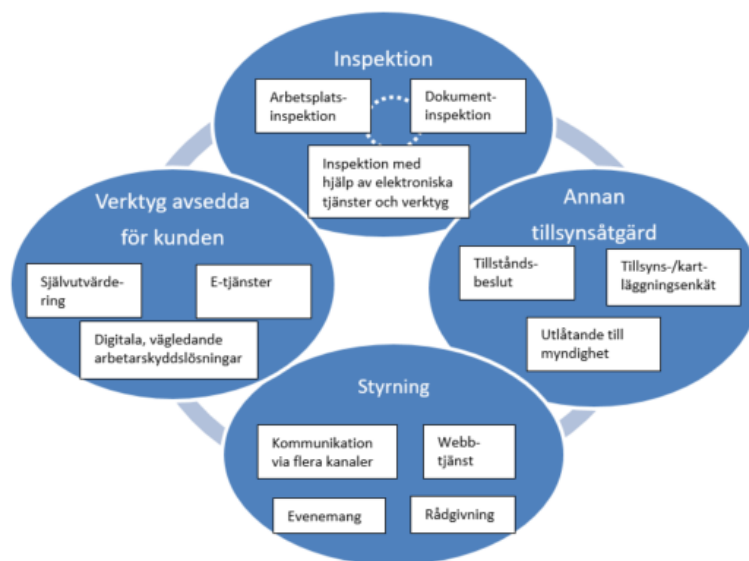 Inspektion
Arbetsplats-
inspektion
Dokument-
inspektion
Inspektion med
hjälp av elektroniska
tjänster och verktyg
Verktyg avsedda
för kunden
Självutvärde-
ring
E-tjänster
Digitala, vägledande
arbetarskyddslösningar
Annan
tillsynsåtgärd
Tillstånds-
beslut
Tillsyns-/kart-
läggningsenkät
Utlåtande till
myndighet
Styrning
Kommunikation
via flera kanaler
Webb-
tjänst
Evenemang
Rådgivning